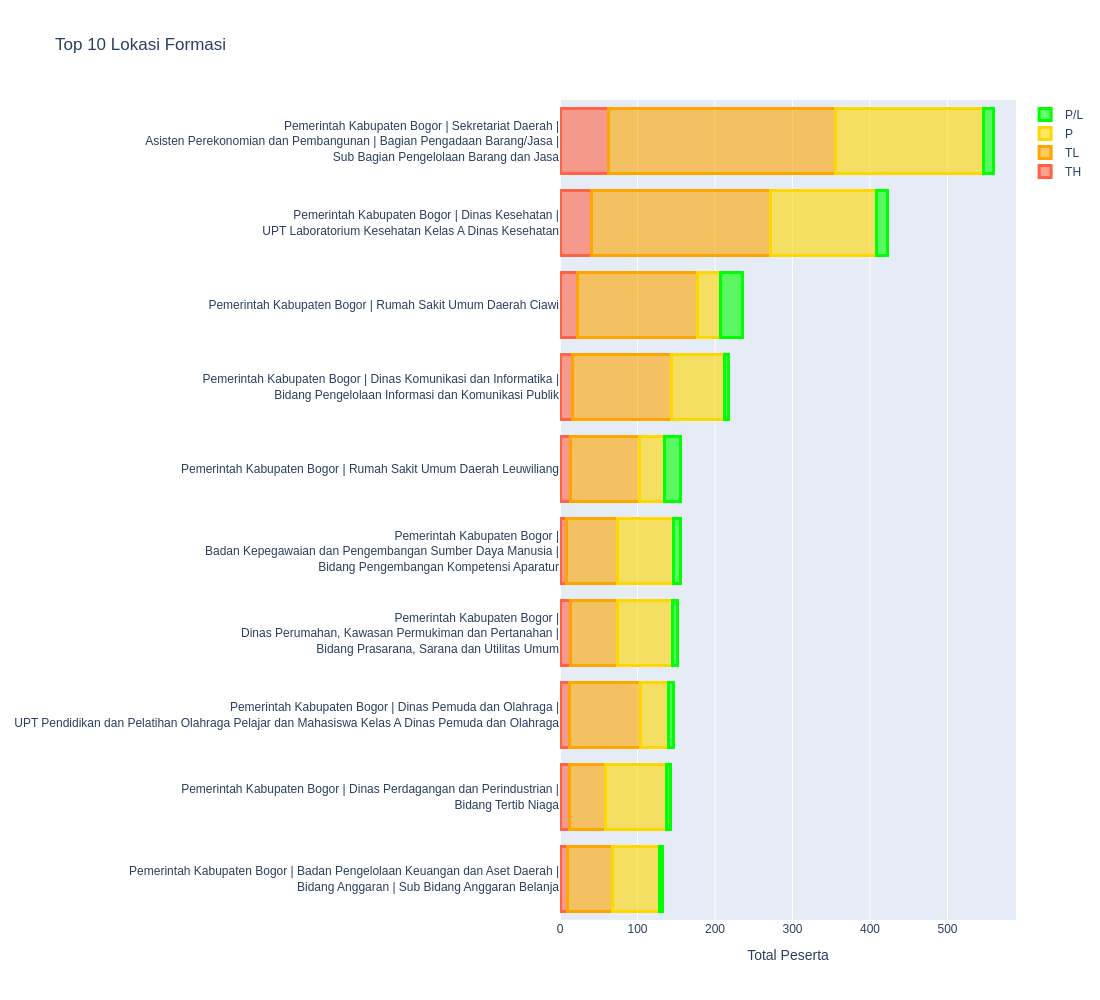 Top 10 Lokasi Formasi
Pemerintah Kabupaten Bogor | Sekretariat Daerah |
Asisten Perekonomian dan Pembangunan | Bagian Pengadaan Barang/Jasa |
Sub Bagian Pengelolaan Barang dan Jasa
Pemerintah Kabupaten Bogor | Dinas Kesehatan |
UPT Laboratorium Kesehatan Kelas A Dinas Kesehatan
Pemerintah Kabupaten Bogor | Rumah Sakit Umum Daerah Ciawi
Pemerintah Kabupaten Bogor | Dinas Komunikasi dan Informatika |
Bidang Pengelolaan Informasi dan Komunikasi Publik
Pemerintah Kabupaten Bogor | Rumah Sakit Umum Daerah Leuwiliang
Pemerintah Kabupaten Bogor |
Badan Kepegawaian dan Pengembangan Sumber Daya Manusia |
Bidang Pengembangan Kompetensi Aparatur
Pemerintah Kabupaten Bogor |
Dinas Perumahan, Kawasan Permukiman dan Pertanahan |
Bidang Prasarana, Sarana dan Utilitas Umum
Pemerintah Kabupaten Bogor | Dinas Pemuda dan Olahraga |
UPT Pendidikan dan Pelatihan Olahraga Pelajar dan Mahasiswa Kelas A Dinas Pemuda dan Olahraga
Pemerintah Kabupaten Bogor | Dinas Perdagangan dan Perindustrian |
Bidang Tertib Niaga
Pemerintah Kabupaten Bogor | Badan Pengelolaan Keuangan dan Aset Daerah |
Bidang Anggaran | Sub Bidang Anggaran Belanja
0 100 200 300 400 500
Total Peserta
P/L
P
TL
TH